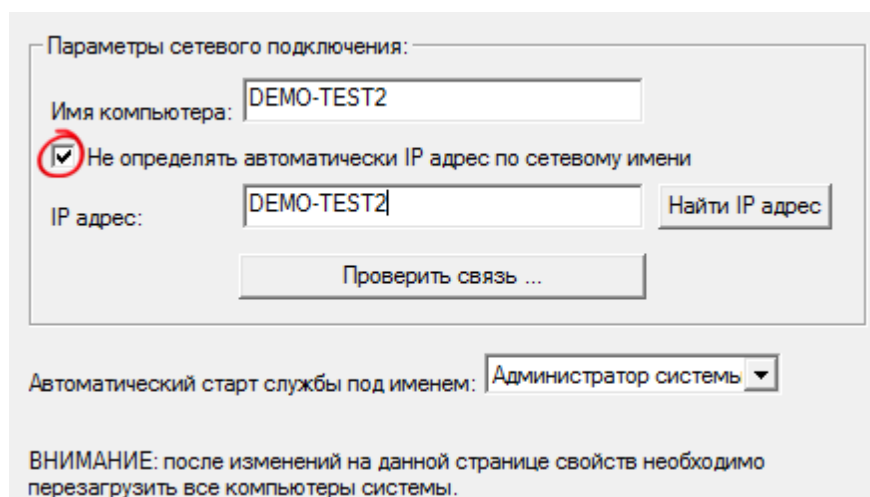 Параметры сетевого подключения:
Имя компьютера: DEMO-TEST2
Не определять автоматически IP адрес по сетевому имени
IP адрес: DEMO-TEST2 Найти IP адрес
Проверить связь ...
Автоматический старт службы под именем: Администратор системы
ВНИМАНИЕ: после изменений на данной странице свойств необходимо
перезагрузить все компьютеры системы.